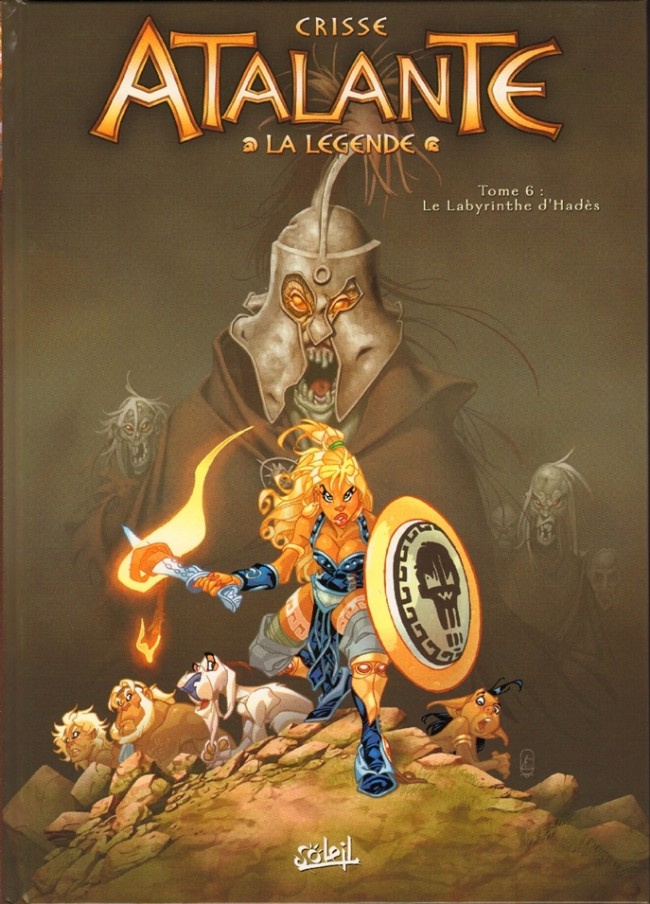 CRISSE
ATALANTE
LA LEGENDE
Tome 6 :
Le Labyrinthe d'Hadès
SOLEIL